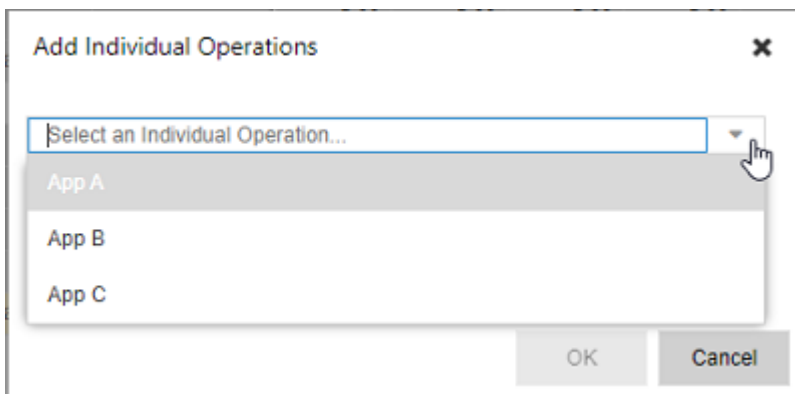 Add Individual Operations
Select an Individual Operation...
App A
App B
App C
OK
Cancel